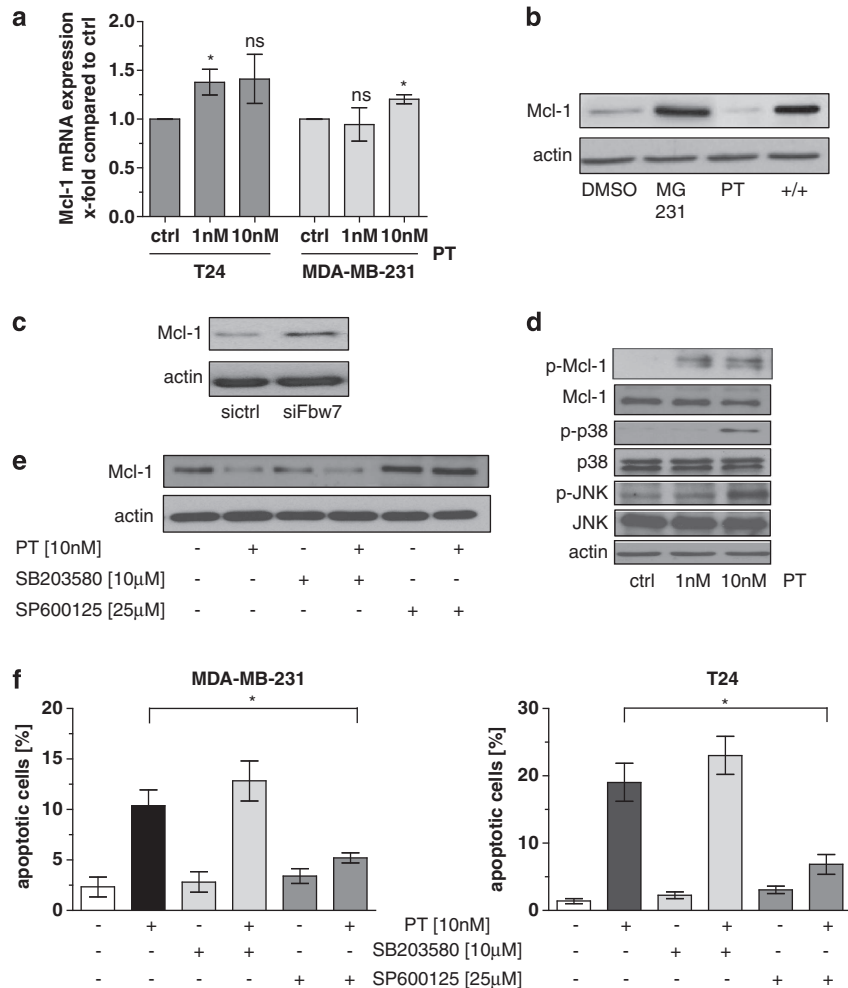 a
Mcl-1 mRNA expression
x-fold compared to ctrl
2.0
1.5
1.0
0.5
0.0
* ns ns *
ctrl 1nM 10nM ctrl 1nM 10nM PT
T24 MDA-MB-231
b
Mcl-1
actin
DMSO MG 231 PT +/+
c
Mcl-1
actin
sictrl siFbw7
d
p-Mcl-1
Mcl-1
p-p38
p38
p-JNK
JNK
actin
ctrl 1nM 10nM PT
e
Mcl-1
actin
PT [10nM] - + - + - +
SB203580 [10µM] - - + + - -
SP600125 [25µM] - - - - + +
f
MDA-MB-231
apoptotic cells [%]
20
15
10
5
0
*
T24
apoptotic cells [%]
30
20
10
0
*
- + - + - + PT [10nM] - + - + - +
- - + + - - SB203580 [10µM] - - + + - -
- - - - + + SP600125 [25µM] - - - - + +